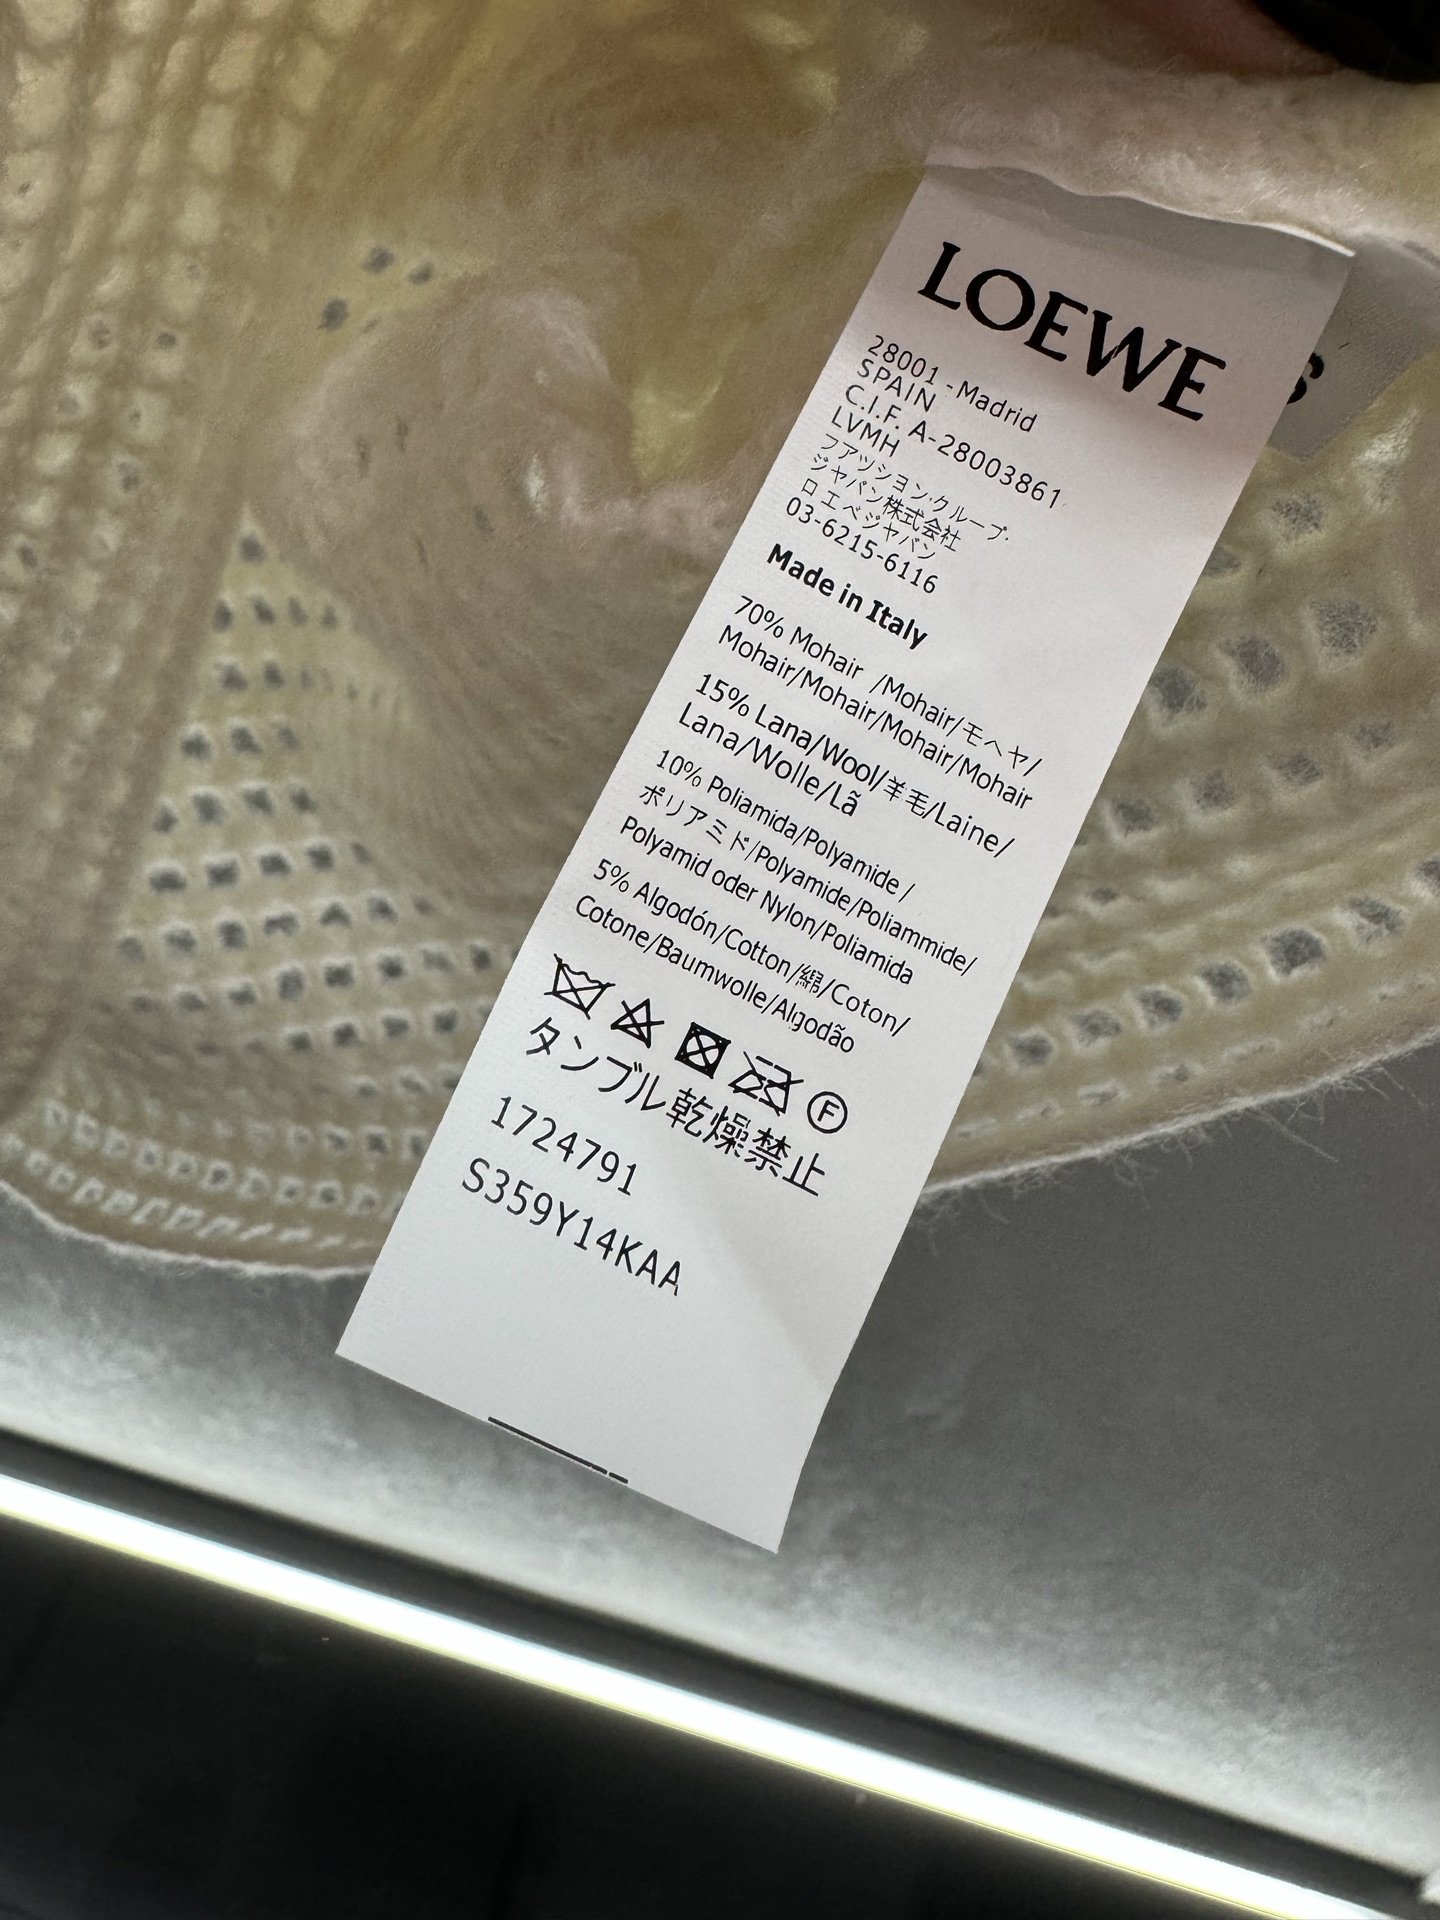 LOEWE
28001 - Madrid
SPAIN
C.I.F. A-28003861
LVMH
ファッション・グループ・
ジャパン株式会社
ロエベジャパン
03-6215-6116
Made in Italy
70% Mohair /Mohair/モヘヤ/
Mohair/Mohair/Mohair/Mohair
15% Lana/Wool/羊毛/Laine/
Lana/Wolle/Lã
10% Poliamida/Polyamide /
ポリアミド/Polyamide/Poliammide/
Polyamid oder Nylon/Poliamida
5% Algodón/Cotton/綿/Coton/
Cotone/Baumwolle/Algodão
F
タンブル乾燥禁止
1724791
S359Y14KAA
S